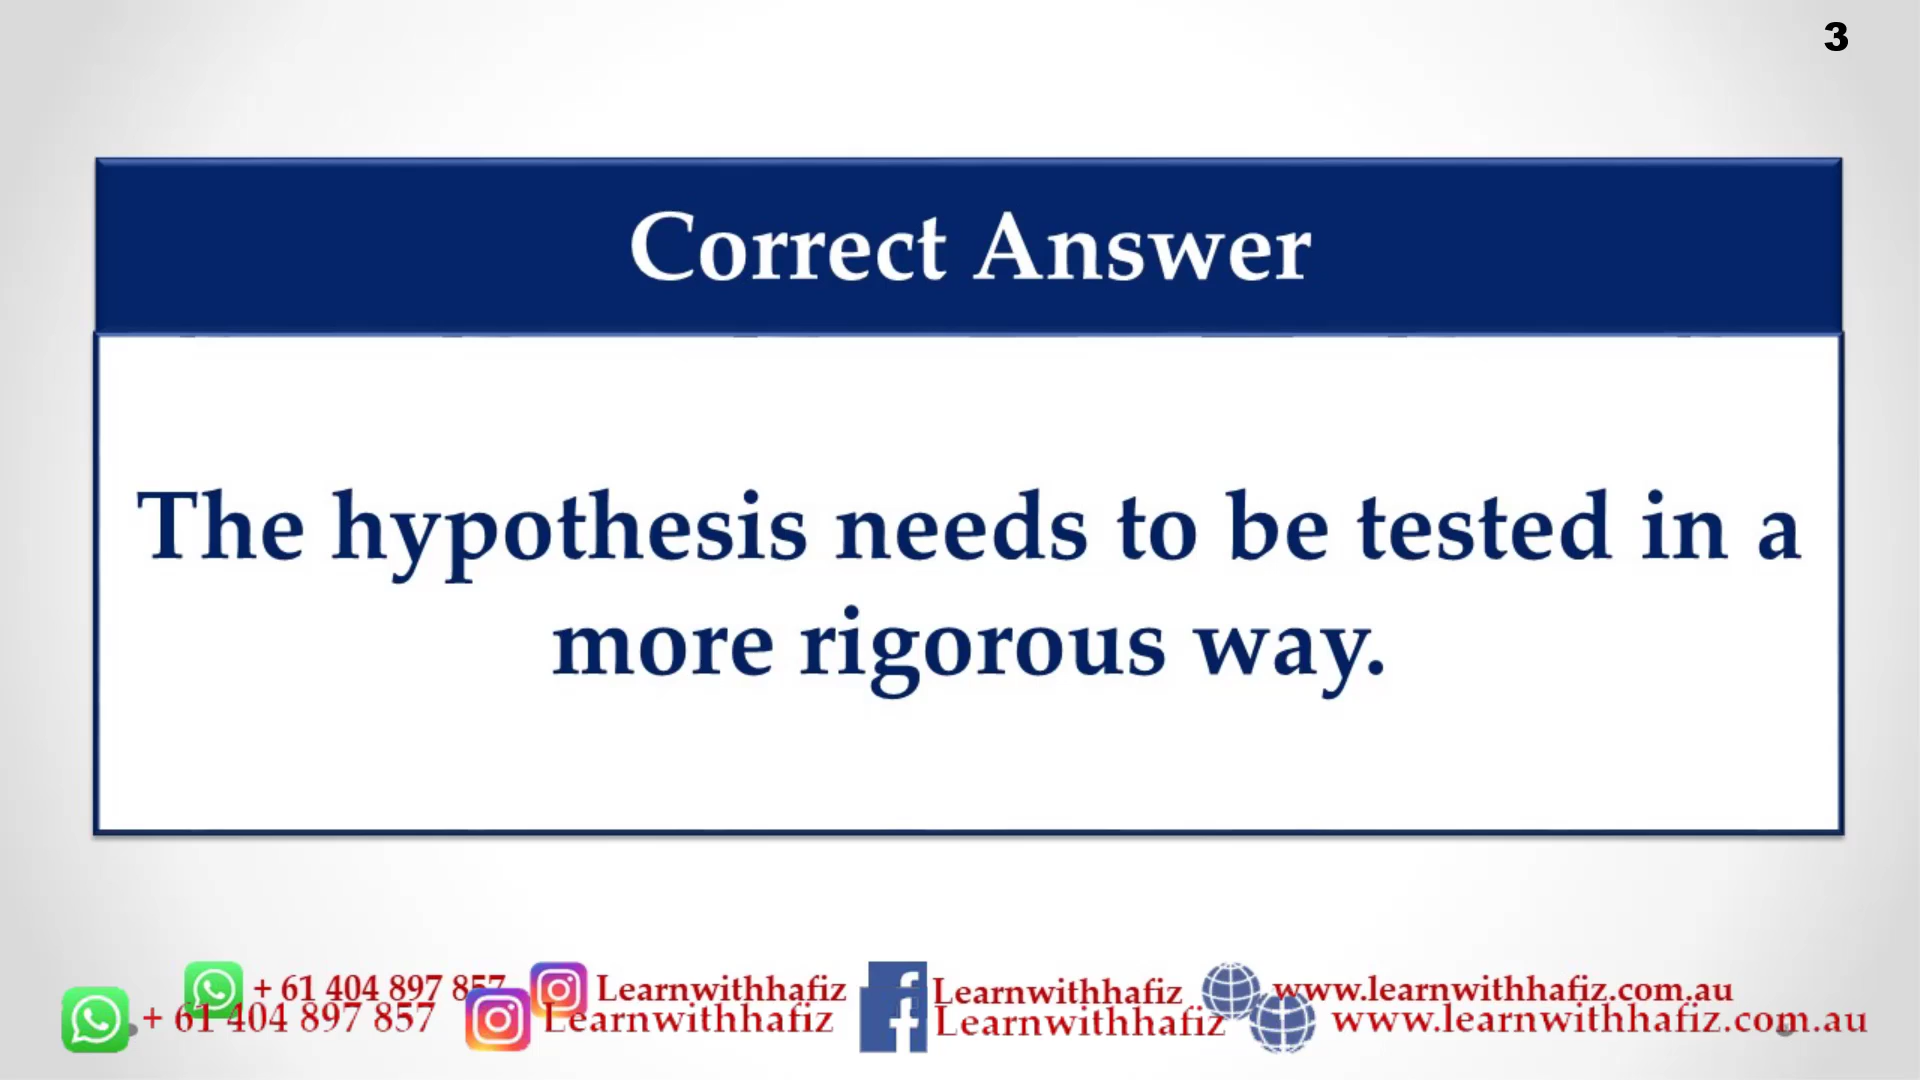 3
Correct Answer
The hypothesis needs to be tested in a
more rigorous way.
+ 61 404 897 857 Learnwithhafiz Learnwithhafiz www.learnwithhafiz.com.au
+ 61 404 897 857 Learnwithhafiz Learnwithhafiz www.learnwithhafiz.com.au